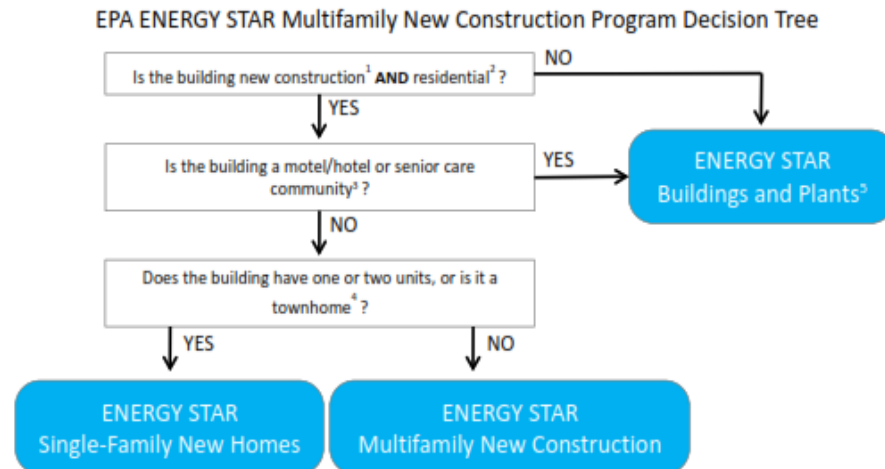 EPA ENERGY STAR Multifamily New Construction Program Decision Tree
Is the building new construction¹ AND residential² ?
NO
YES
Is the building a motel/hotel or senior care
community³ ?
YES
ENERGY STAR
Buildings and Plants⁵
NO
Does the building have one or two units, or is it a
townhome⁴ ?
YES
NO
ENERGY STAR
Single-Family New Homes
ENERGY STAR
Multifamily New Construction